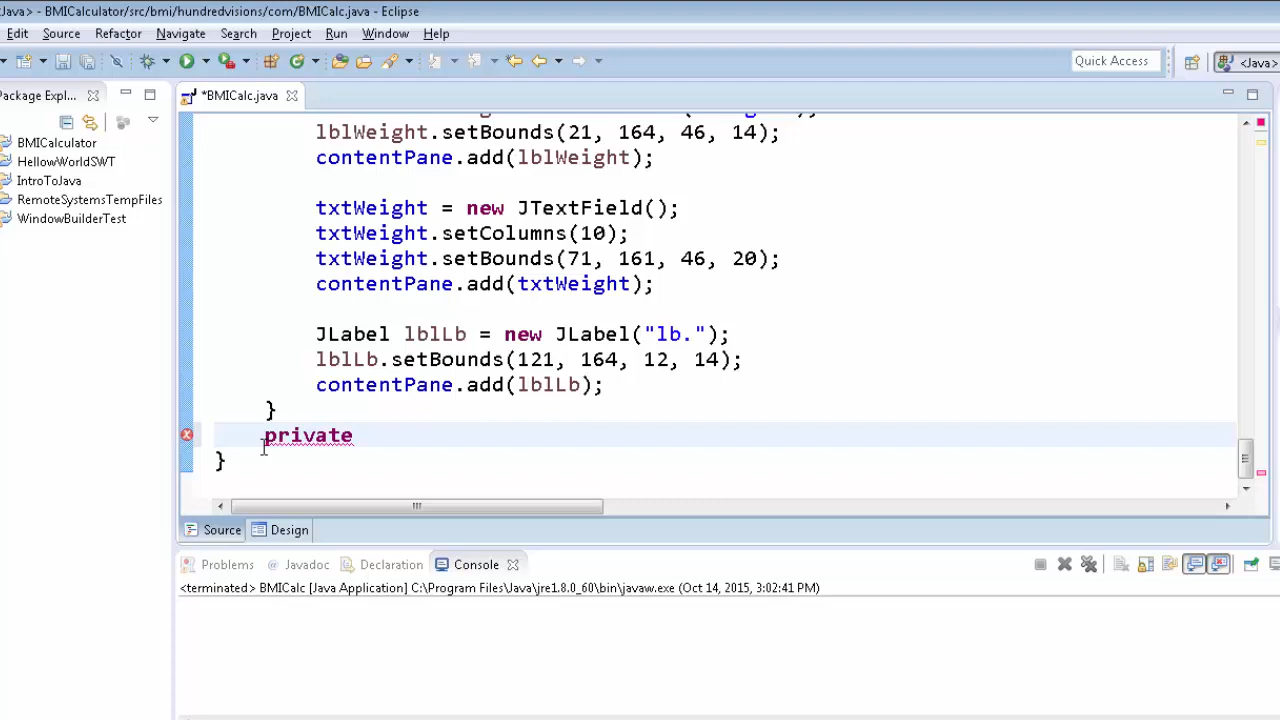 <Java> - BMICalculator/src/bmi/hundredvisions/com/BMICalc.java - Eclipse
Edit Source Refactor Navigate Search Project Run Window Help
Quick Access <Java>
Package Expl... *BMICalc.java
BMICalculator
HellowWorldSWT
IntroToJava
RemoteSystemsTempFiles
WindowBuilderTest
lblWeight.setBounds(21, 164, 46, 14);
contentPane.add(lblWeight);
txtWeight = new JTextField();
txtWeight.setColumns(10);
txtWeight.setBounds(71, 161, 46, 20);
contentPane.add(txtWeight);
JLabel lblLb = new JLabel("lb.");
lblLb.setBounds(121, 164, 12, 14);
contentPane.add(lblLb);
}
private
}
Source Design
Problems Javadoc Declaration Console
<terminated> BMICalc [Java Application] C:\Program Files\Java\jre1.8.0_60\bin\javaw.exe (Oct 14, 2015, 3:02:41 PM)